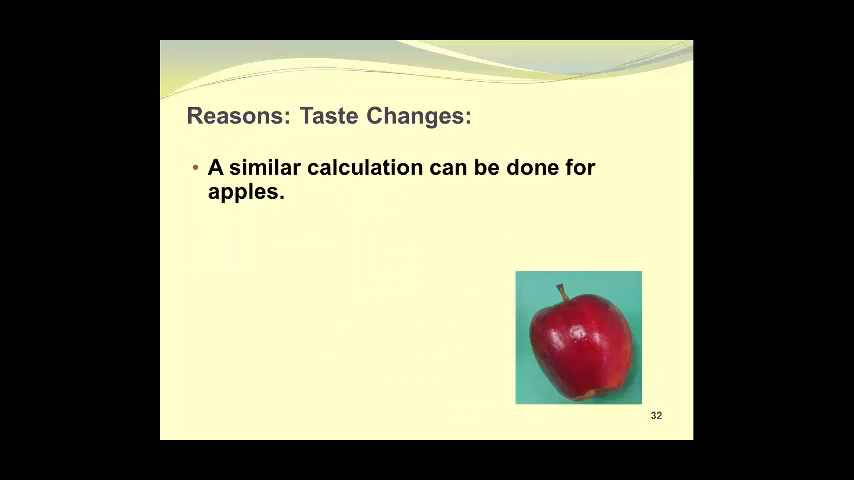 Reasons: Taste Changes:
• A similar calculation can be done for
apples.
32